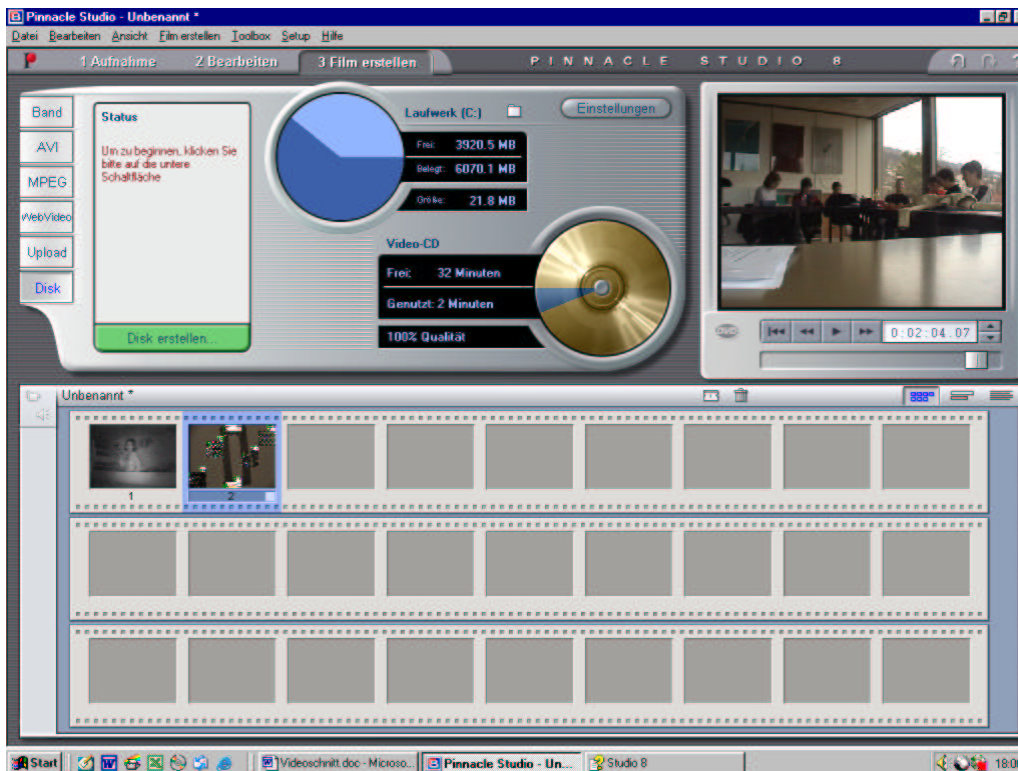 Pinnacle Studio - Unbenannt *
Datei Bearbeiten Ansicht Film erstellen Toolbox Setup Hilfe
1 Aufnahme 2 Bearbeiten 3 Film erstellen PINNACLE STUDIO 8
Band
AVI
MPEG
WebVideo
Upload
Disk
Status
Um zu beginnen, klicken Sie
bitte auf die untere
Schaltfläche
Disk erstellen...
Laufwerk (C:)
Einstellungen
Frei: 3920.5 MB
Belegt: 6070.1 MB
Größe: 21.8 MB
Video-CD
Frei: 32 Minuten
Genutzt: 2 Minuten
100% Qualität
0:02:04.07
Unbenannt *
1 2
Start Videoschnitt.doc - Microso... Pinnacle Studio - Un... Studio 8